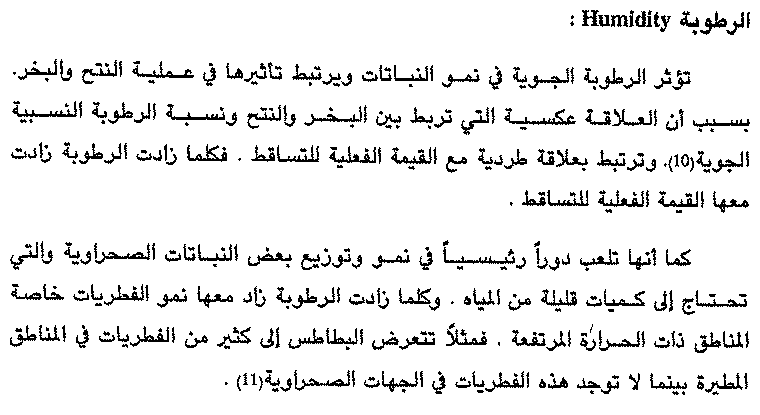 الرطوبة Humidity :
تؤثر الرطوبة الجوية في نمو النباتات ويرتبط تأثيرها في عملية النتح والبخر.
بسبب أن العلاقة عكسية التي تربط بين البخر والنتح ونسبة الرطوبة النسبية
الجوية(10). وترتبط بعلاقة طردية مع القيمة الفعلية للتساقط . فكلما زادت الرطوبة زادت
معها القيمة الفعلية للتساقط .
كما أنها تلعب دوراً رئيسياً في نمو وتوزيع بعض النباتات الصحراوية والتي
تحتاج إلى كميات قليلة من المياه . وكلما زادت الرطوبة زاد معها نمو الفطريات خاصة
المناطق ذات الحرارة المرتفعة . فمثلاً تتعرض البطاطس إلى كثير من الفطريات في المناطق
المطيرة بينما لا توجد هذه الفطريات في الجهات الصحراوية(11) .